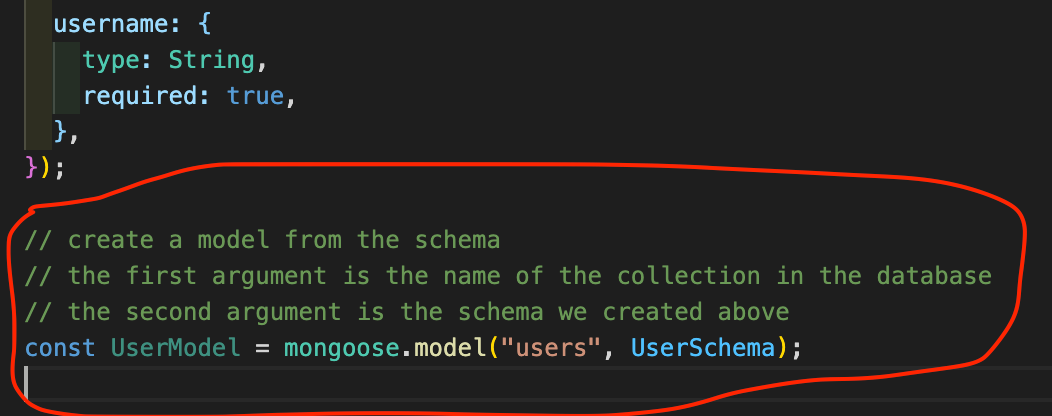 username: {
type: String,
required: true,
},
});
// create a model from the schema
// the first argument is the name of the collection in the database
// the second argument is the schema we created above
const UserModel = mongoose.model("users", UserSchema);